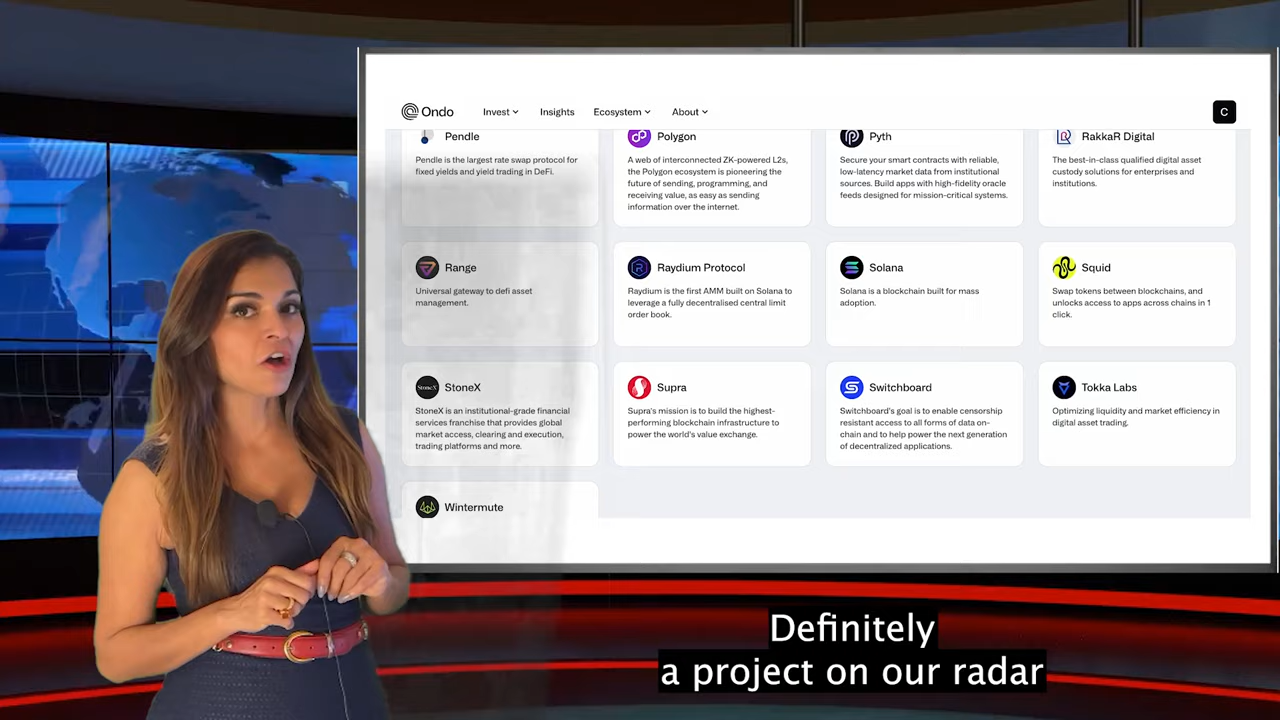 Ondo
Invest
Insights
Ecosystem
About
C
Pendle
Pendle is the largest rate swap protocol for
fixed yields and yield trading in DeFi.
Polygon
A web of interconnected ZK-powered L2s,
the Polygon ecosystem is pioneering the
future of sending, programming, and
receiving value, as easy as sending
information over the internet.
Pyth
Secure your smart contracts with reliable,
low-latency market data from institutional
sources. Build apps with high-fidelity oracle
feeds designed for mission-critical systems.
RakkaR Digital
The best-in-class qualified digital asset
custody solutions for enterprises and
institutions.
Range
Universal gateway to defi asset
management.
Raydium Protocol
Raydium is the first AMM built on Solana to
leverage a fully decentralised central limit
order book.
Solana
Solana is a blockchain built for mass
adoption.
Squid
Swap tokens between blockchains, and
unlocks access to apps across chains in 1
click.
StoneX
StoneX
StoneX is an institutional-grade financial
services franchise that provides global
market access, clearing and execution,
trading platforms and more.
Supra
Supra's mission is to build the highest-
performing blockchain infrastructure to
power the world's value exchange.
Switchboard
Switchboard's goal is to enable censorship
resistant access to all forms of data on-
chain and to help power the next generation
of decentralized applications.
Tokka Labs
Optimizing liquidity and market efficiency in
digital asset trading.
Wintermute
Definitely
a project on our radar